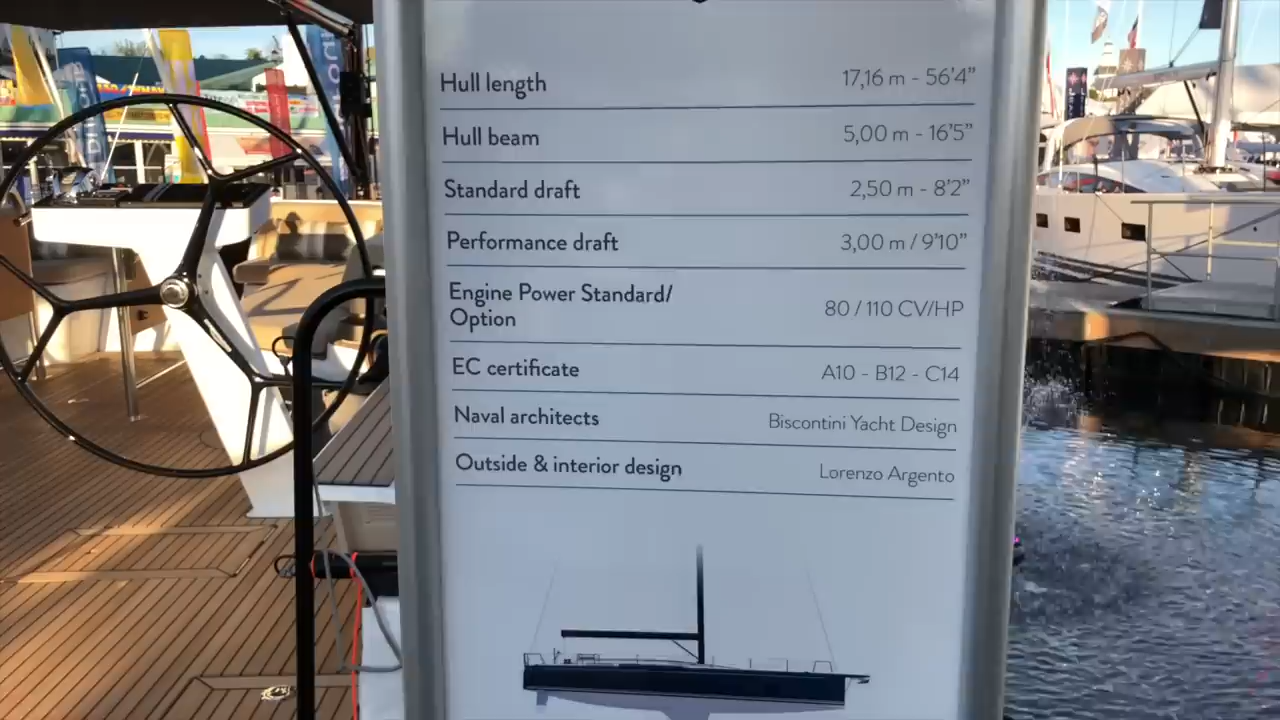 Hull length 17,16 m - 56'4"
Hull beam 5,00 m - 16'5"
Standard draft 2,50 m - 8'2"
Performance draft 3,00 m / 9'10"
Engine Power Standard/
Option 80 / 110 CV/HP
EC certificate A10 - B12 - C14
Naval architects Biscontini Yacht Design
Outside & interior design Lorenzo Argento